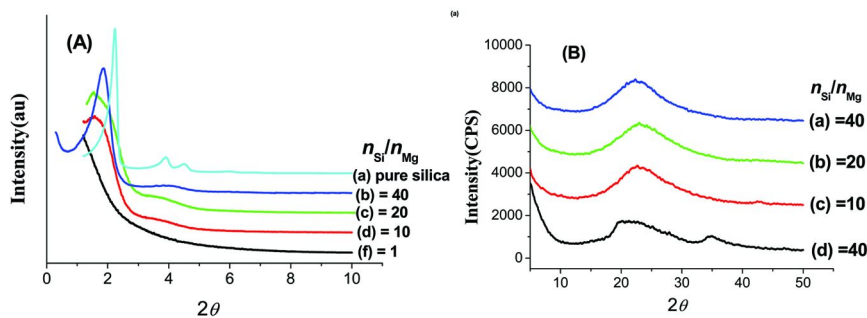 (A)
Intensity(au)
nSi/nMg
(a) pure silica
(b) = 40
(c) = 20
(d) = 10
(f) = 1
0 2 4 6 8 10
2θ
(a)
(B)
10000
8000
6000
4000
2000
0
Intensity(CPS)
nSi/nMg
(a) =40
(b) =20
(c) =10
(d) =40
10 20 30 40 50
2θ